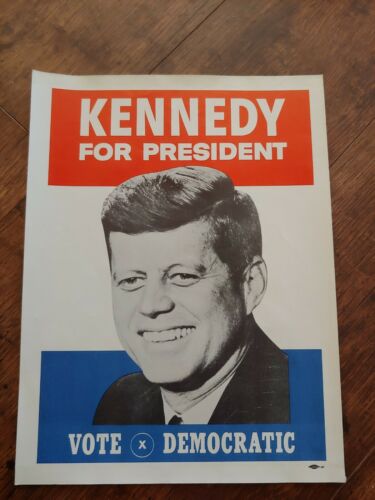 KENNEDY
FOR PRESIDENT
VOTE X DEMOCRATIC